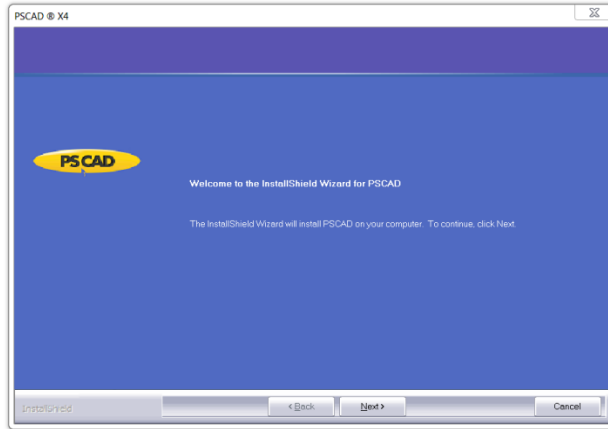 PSCAD ® X4
PSCAD
Welcome to the InstallShield Wizard for PSCAD
The InstallShield Wizard will install PSCAD on your computer. To continue, click Next.
InstallShield
< Back
Next >
Cancel